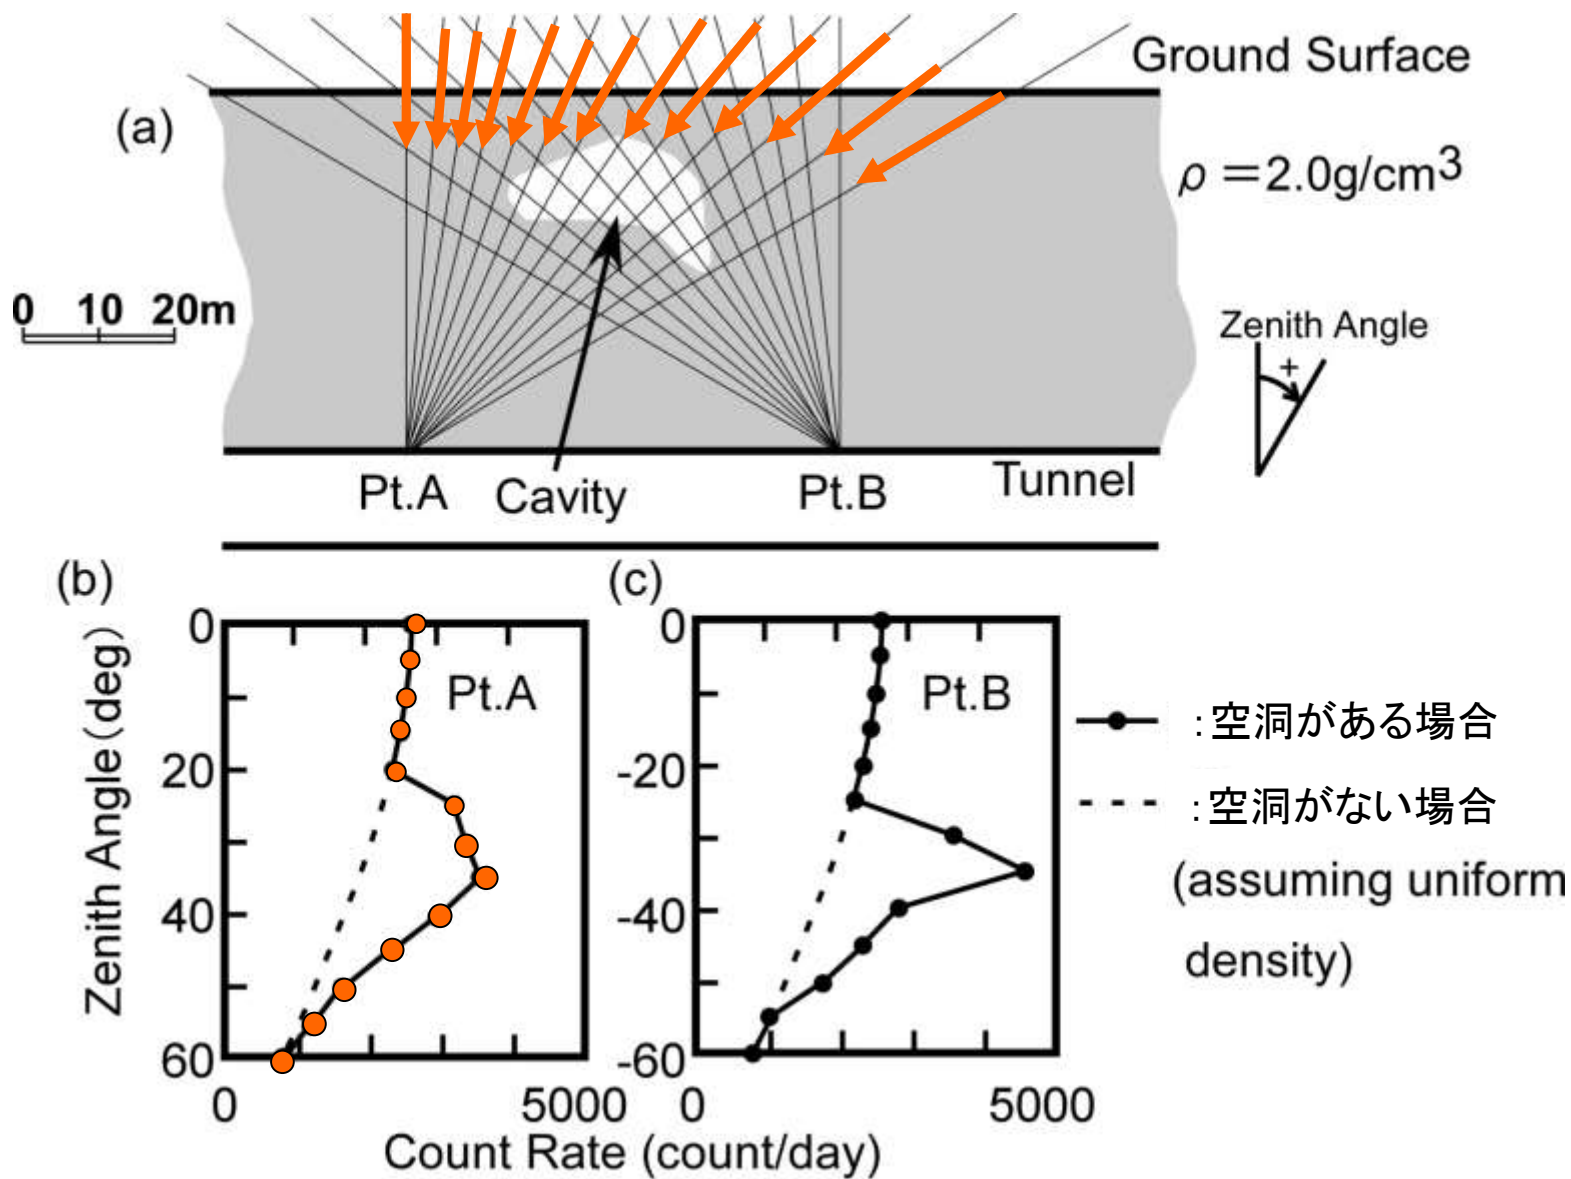 Ground Surface
(a)
ρ=2.0g/cm3
0 10 20m
Zenith Angle
+
Pt.A
Cavity
Pt.B
Tunnel
(b)
(c)
Zenith Angle(deg)
0
20
40
60
Pt.A
0
5000
0
-20
-40
-60
Pt.B
0
5000
Count Rate (count/day)
:空洞がある場合
:空洞がない場合
(assuming uniform
density)